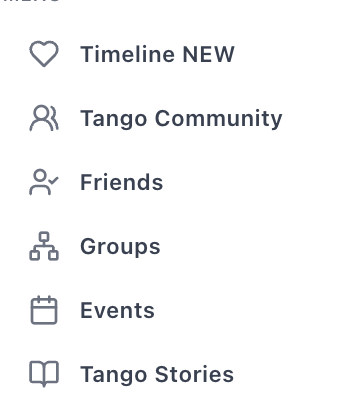 Timeline NEW
Tango Community
Friends
Groups
Events
Tango Stories